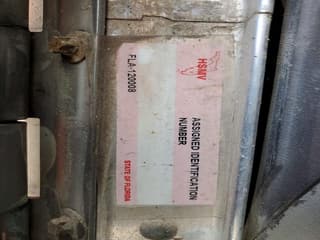 HSMV
ASSIGNED IDENTIFICATION
NUMBER
FLA-120008
STATE OF FLORIDA